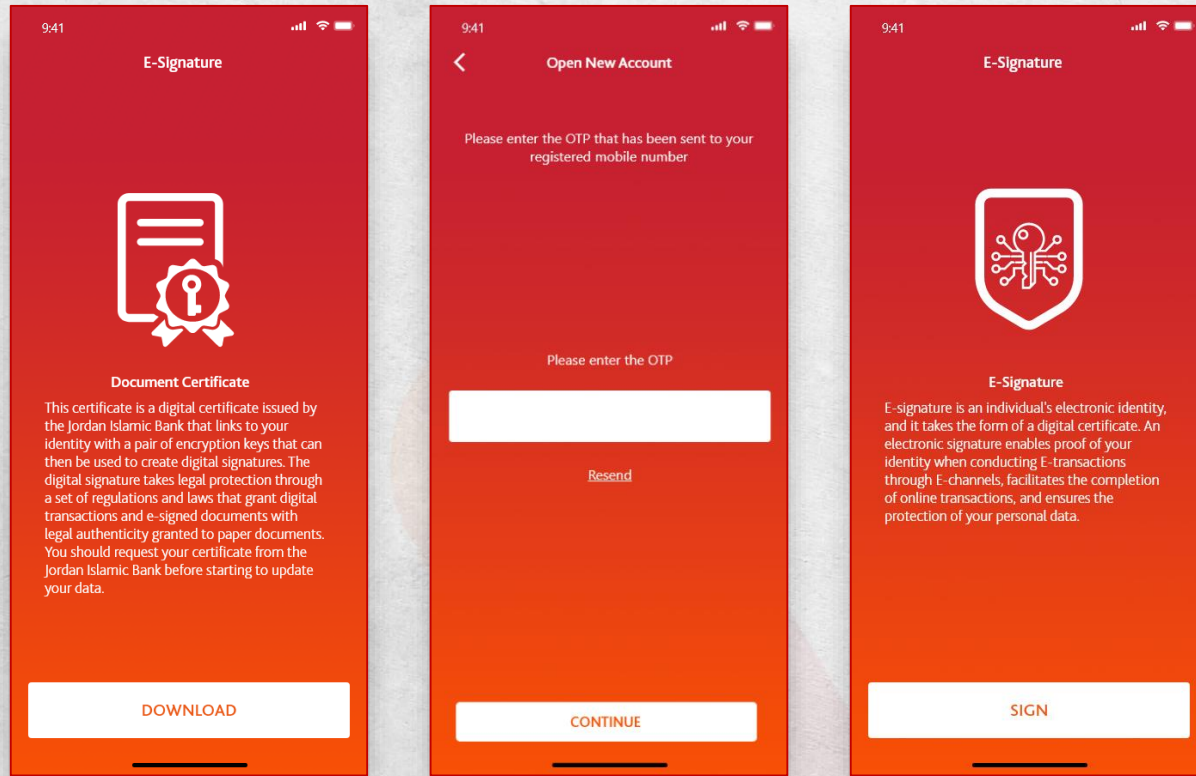 9:41
E-Signature
Document Certificate
This certificate is a digital certificate issued by
the Jordan Islamic Bank that links to your
identity with a pair of encryption keys that can
then be used to create digital signatures. The
digital signature takes legal protection through
a set of regulations and laws that grant digital
transactions and e-signed documents with
legal authenticity granted to paper documents.
You should request your certificate from the
Jordan Islamic Bank before starting to update
your data.
DOWNLOAD
9:41
Open New Account
Please enter the OTP that has been sent to your
registered mobile number
Please enter the OTP
Resend
CONTINUE
9:41
E-Signature
E-Signature
E-signature is an individual's electronic identity,
and it takes the form of a digital certificate. An
electronic signature enables proof of your
identity when conducting E-transactions
through E-channels, facilitates the completion
of online transactions, and ensures the
protection of your personal data.
SIGN